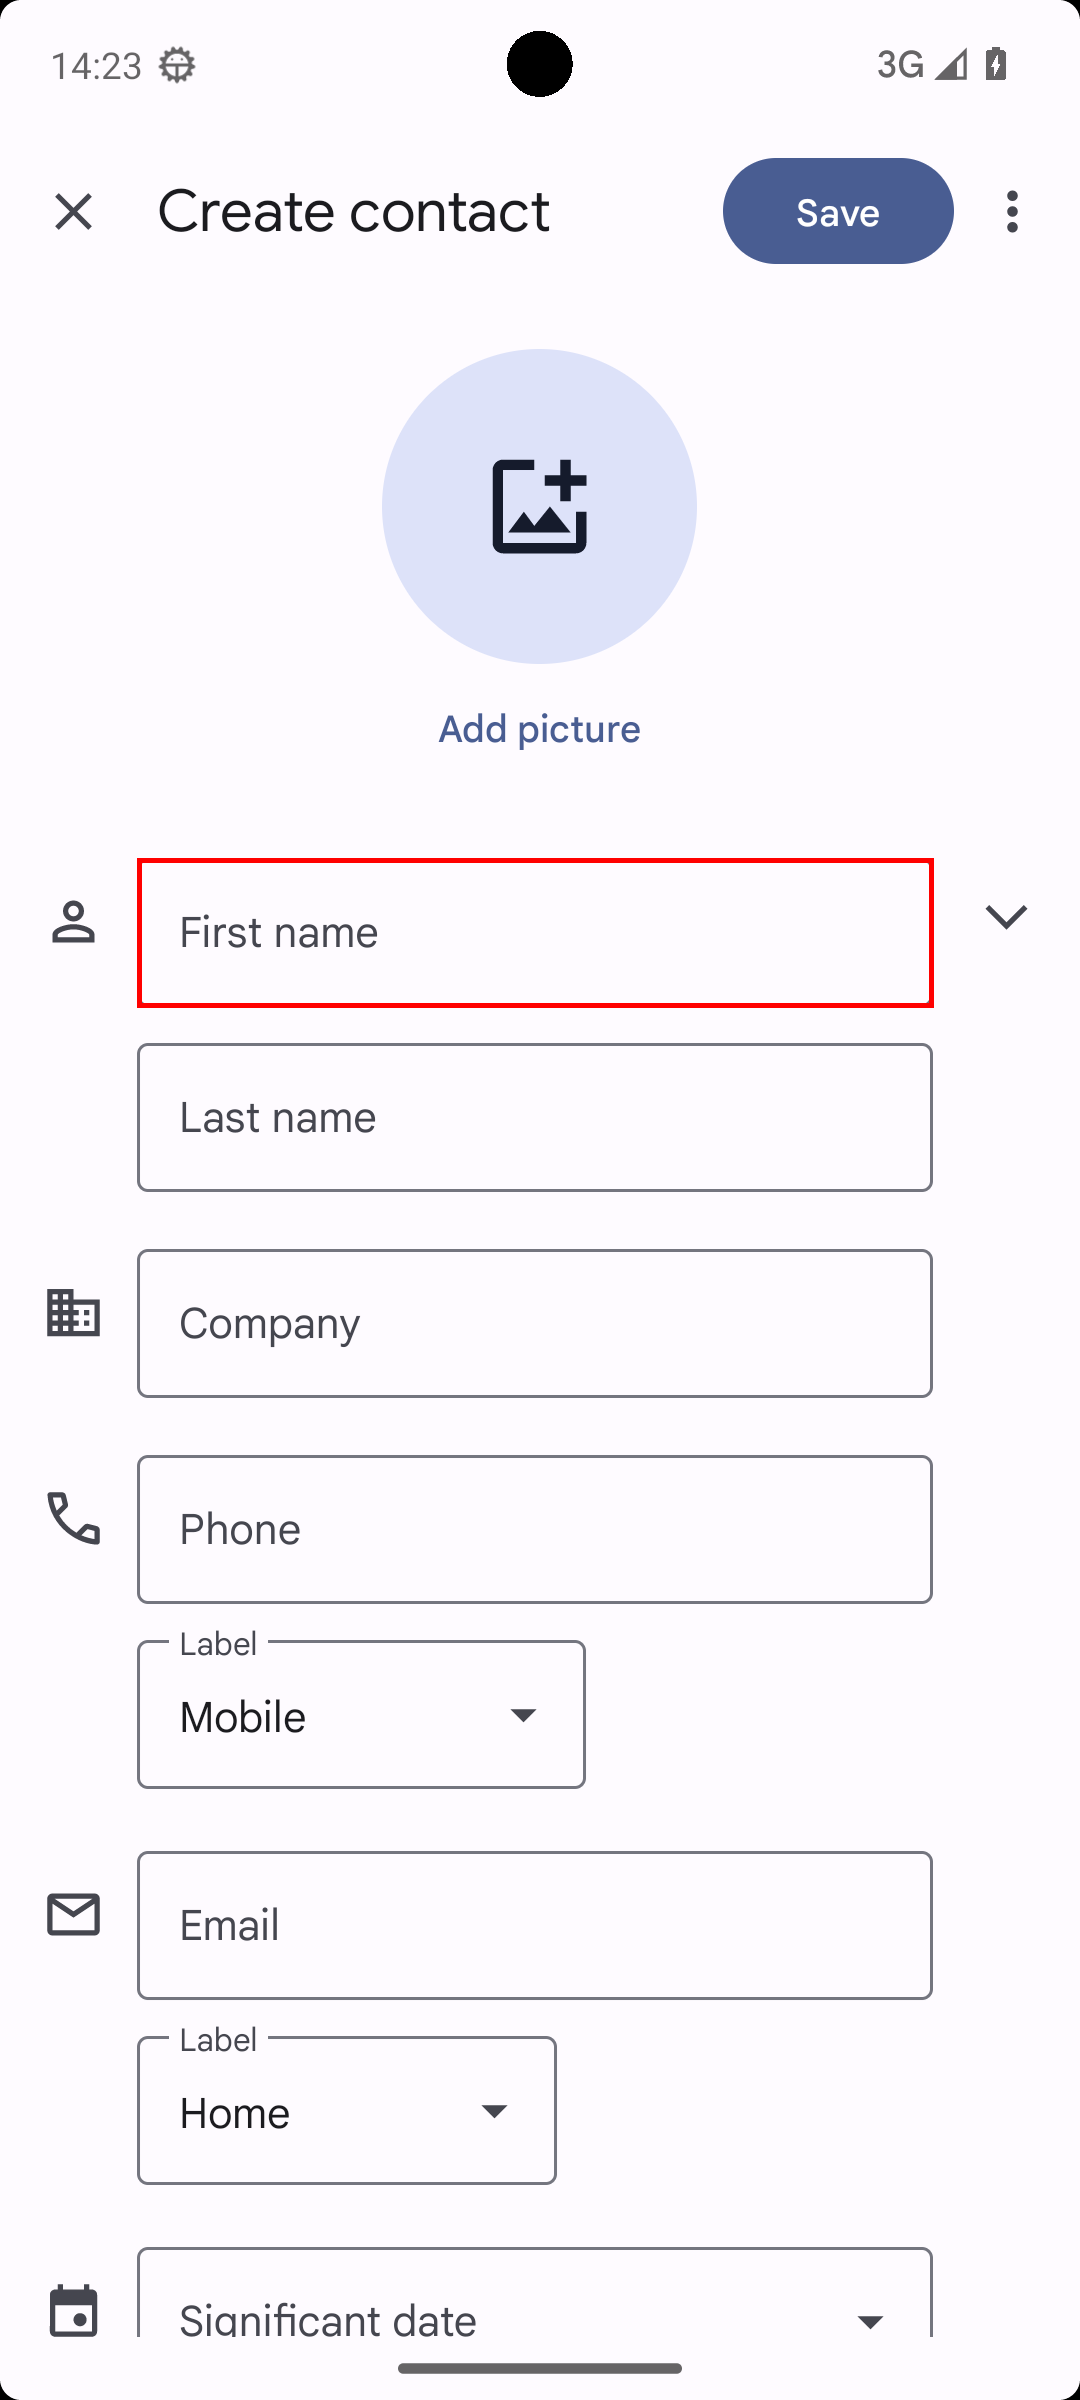 14:23
3G
Create contact
Save
Add picture
First name
Last name
Company
Phone
Label
Mobile
Email
Label
Home
Significant date